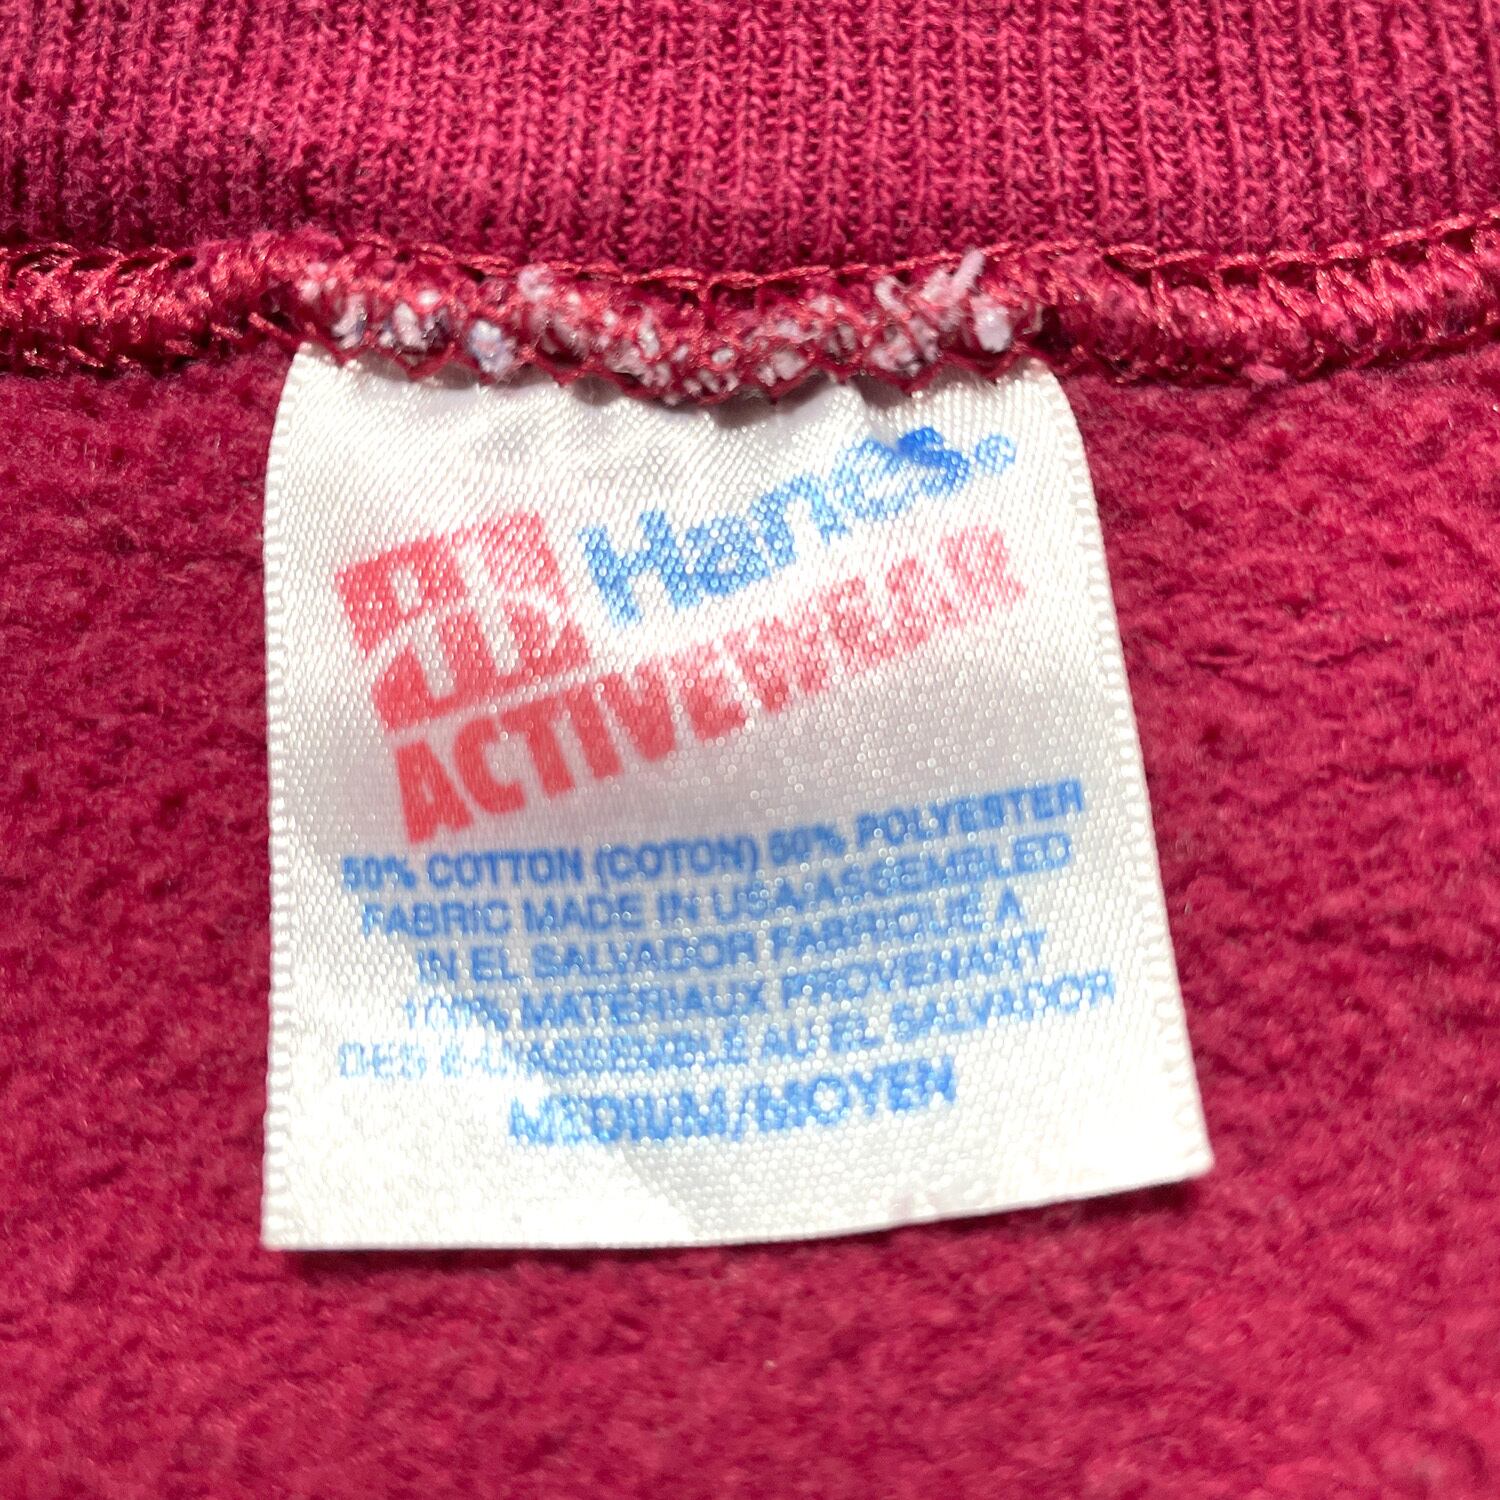 Hanes®
ACTIVEWEAR
50% COTTON (COTON) 50% POLYESTER
FABRIC MADE IN USA ASSEMBLED
IN EL SALVADOR FABRIQUE A
MATERIAUX PROVENANT
DES ASSEMBLE AU EL SALVADOR
MEDIUM/MOYEN